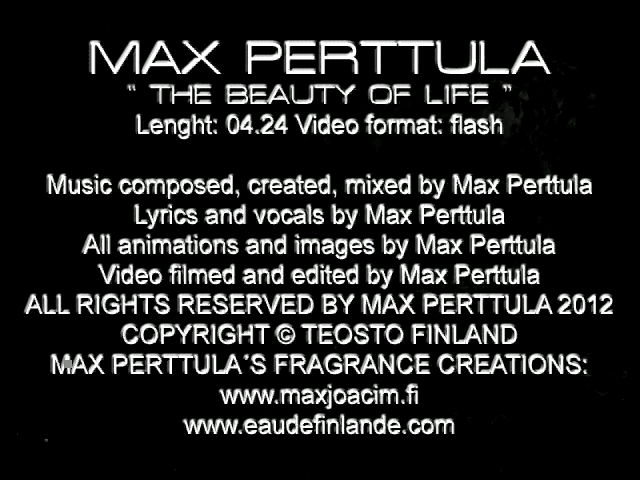 MAX PERTTULA
" THE BEAUTY OF LIFE "
Lenght: 04.24 Video format: flash
Music composed, created, mixed by Max Perttula
Lyrics and vocals by Max Perttula
All animations and images by Max Perttula
Video filmed and edited by Max Perttula
ALL RIGHTS RESERVED BY MAX PERTTULA 2012
COPYRIGHT © TEOSTO FINLAND
MAX PERTTULA´S FRAGRANCE CREATIONS:
www.maxjoacim.fi
www.eaudefinlande.com